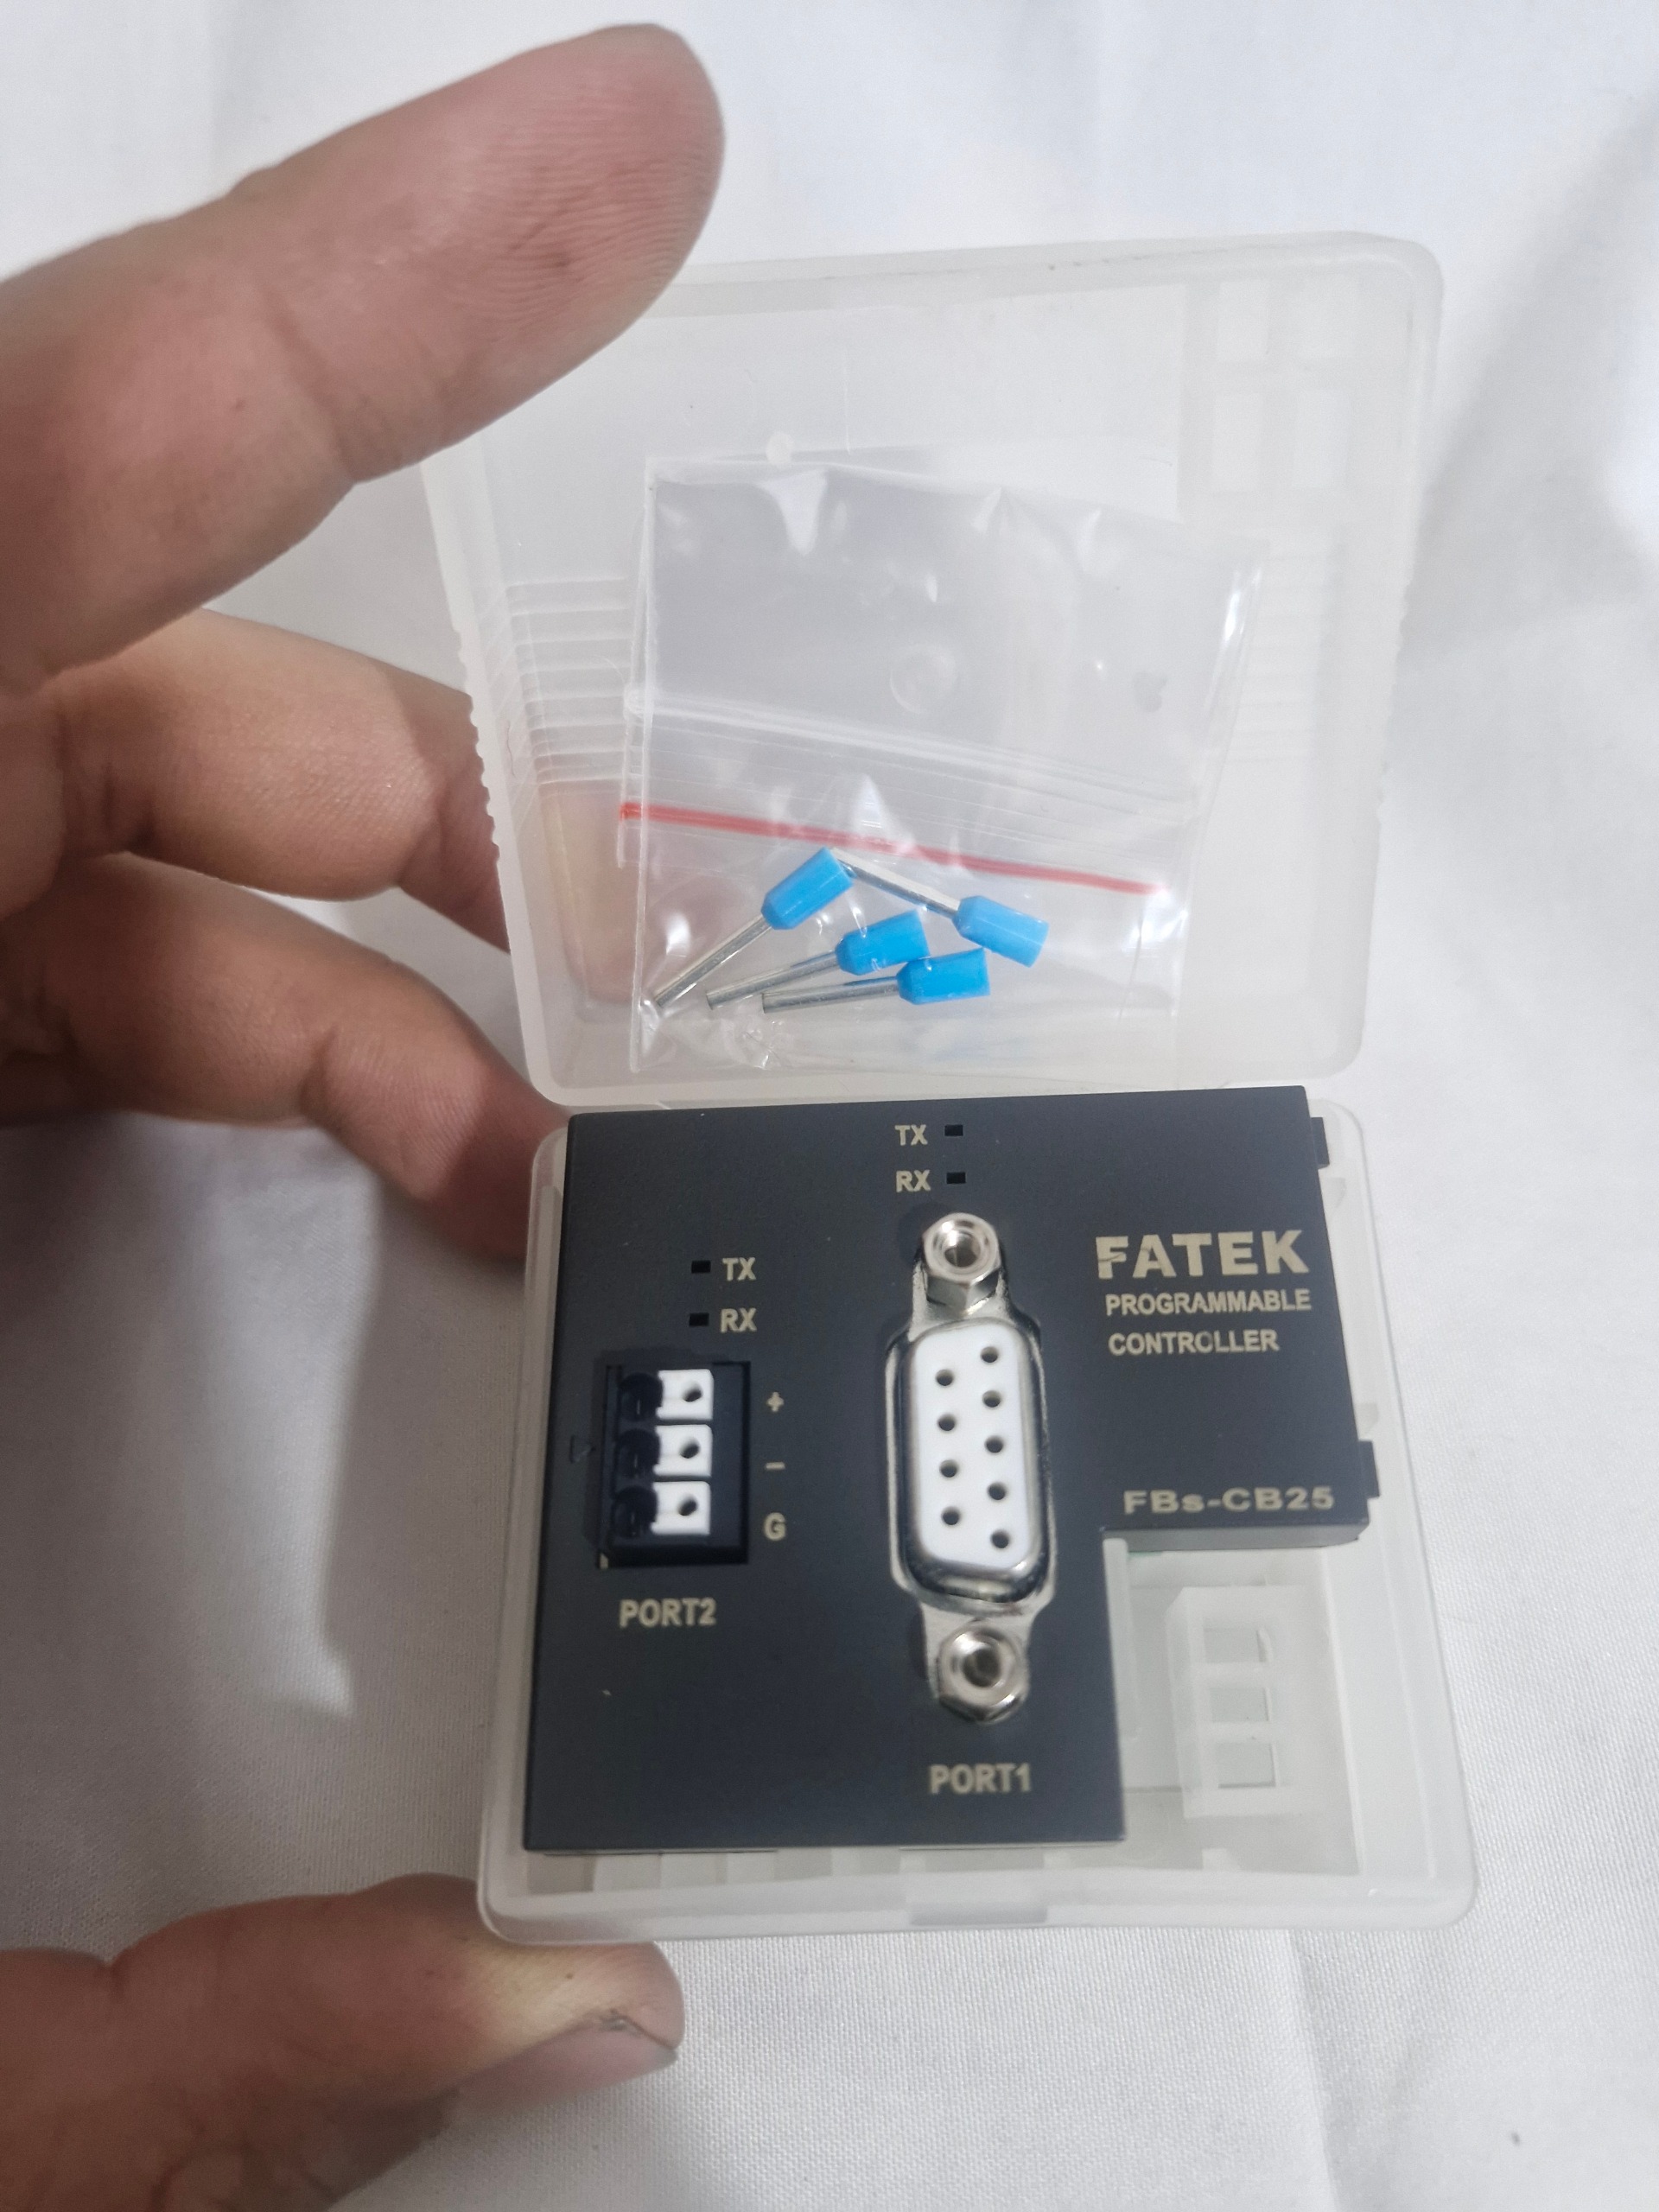 TX
RX
FATEK
PROGRAMMABLE
CONTROLLER
TX
RX
+
−
G
FBs-CB25
PORT2
PORT1